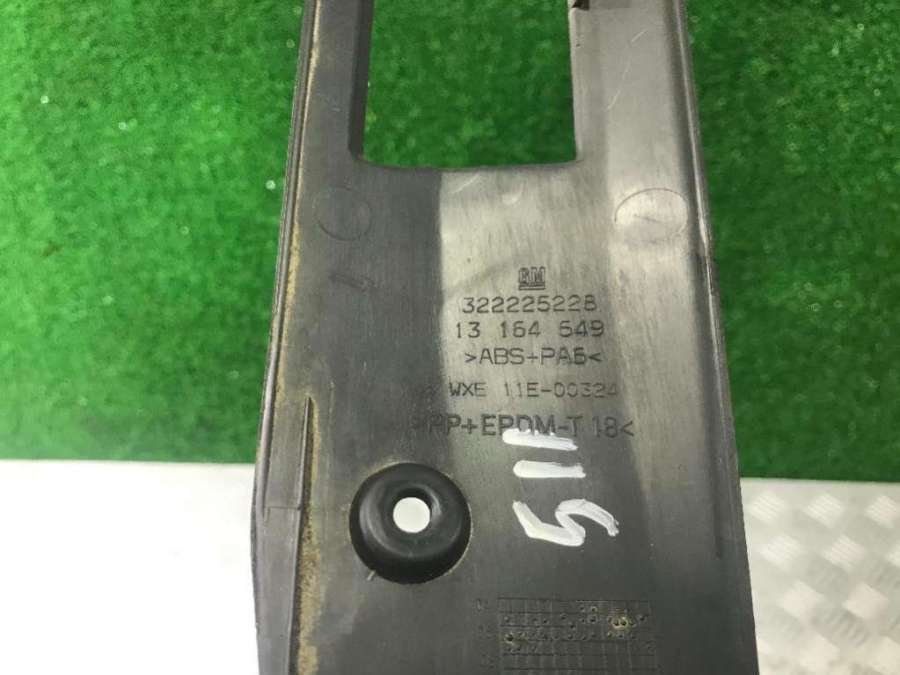 GM
322225228
13 164 649
>ABS+PA6<
WXE 11E-00324
>PP+EPDM-T 18<
511